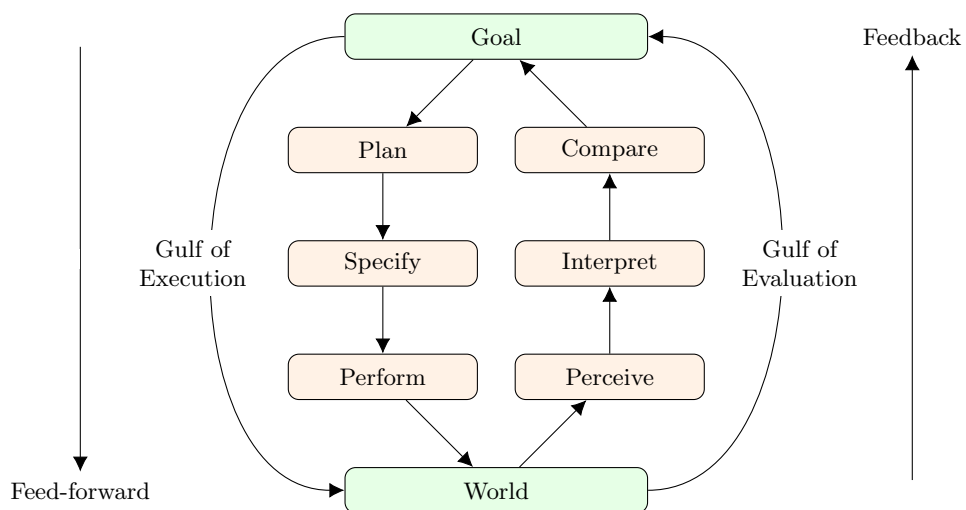 Goal
Feedback
Plan
Compare
Gulf of
Execution
Specify
Interpret
Gulf of
Evaluation
Perform
Perceive
Feed-forward
World